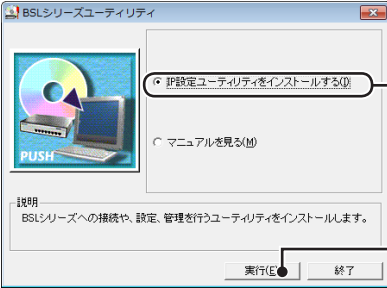 BSLシリーズユーティリティ
IP設定ユーティリティをインストールする(I)
マニュアルを見る(M)
PUSH
説明
BSLシリーズへの接続や、設定、管理を行うユーティリティをインストールします。
実行(E)
終了